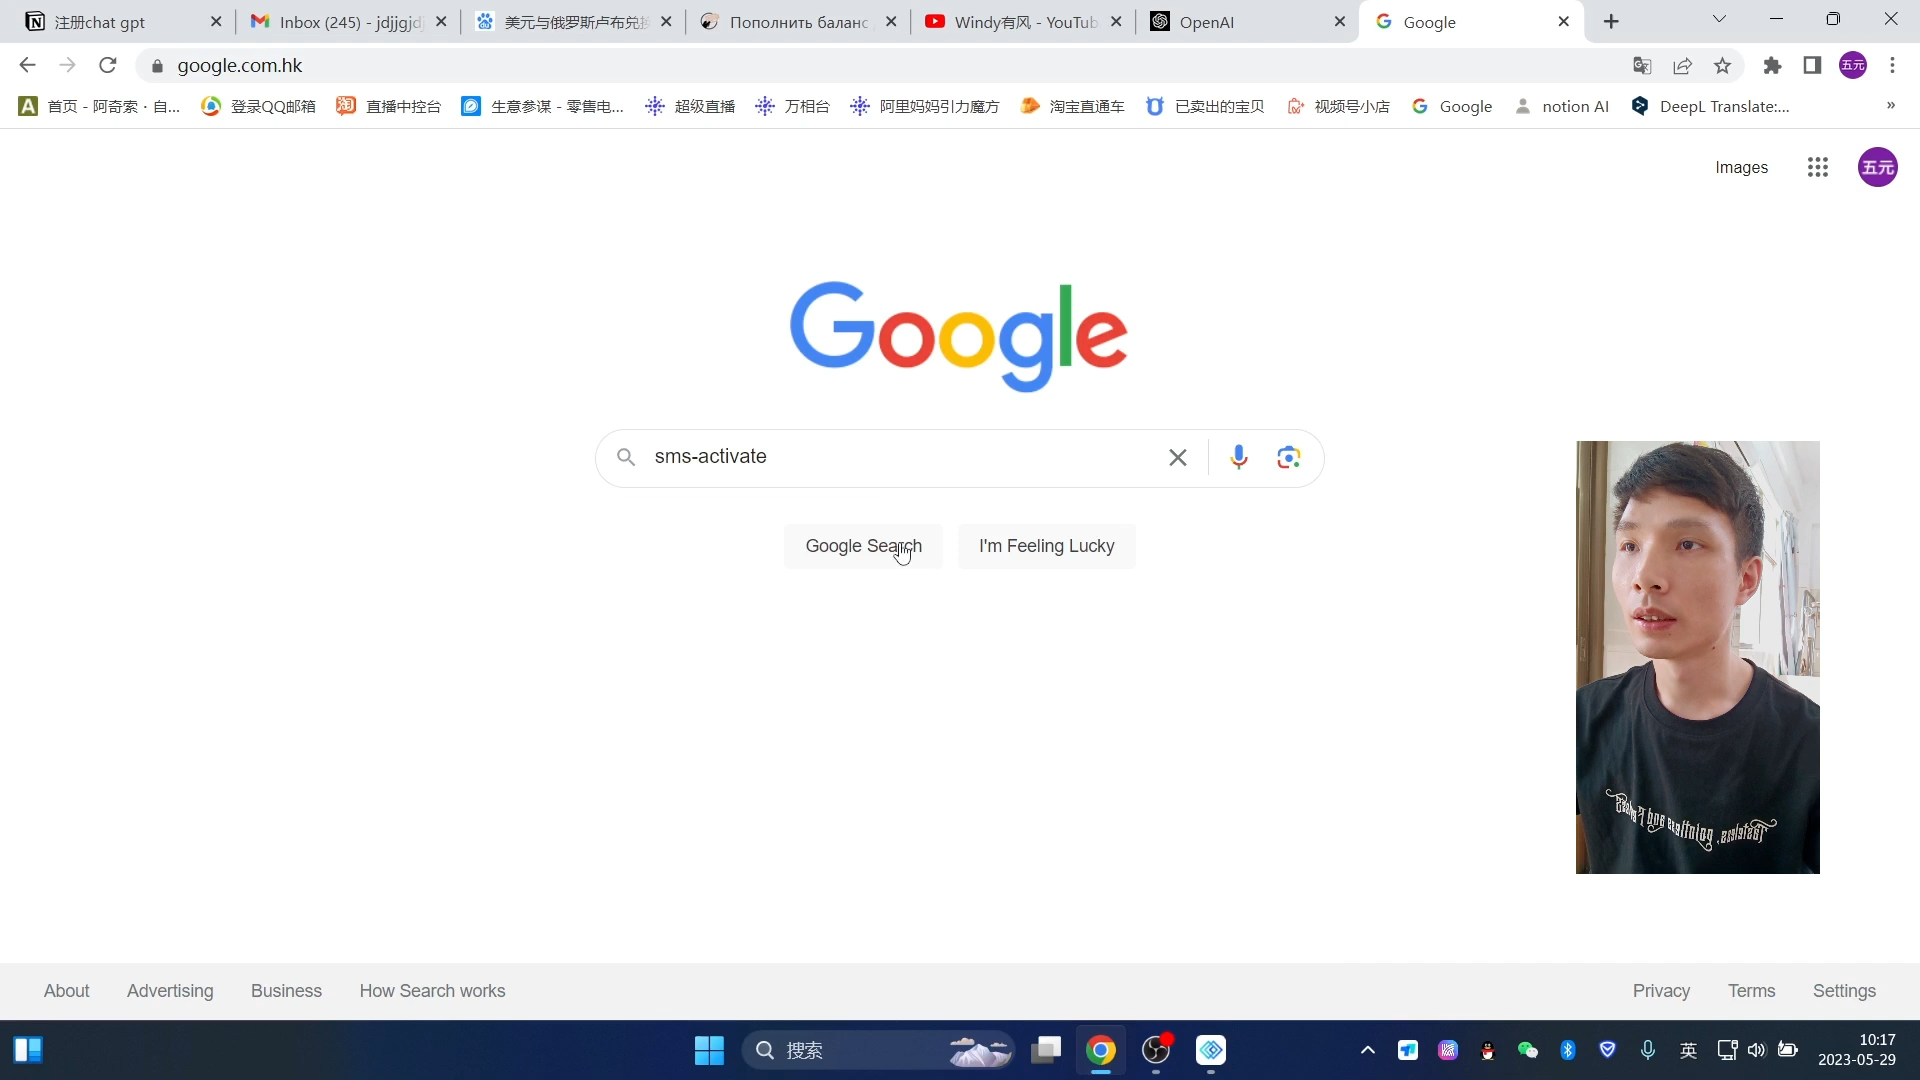 注册chat gpt
Inbox (245) - jdjjgjdj
美元与俄罗斯卢布兑换
Пополнить баланс
Windy有风 - YouTub
OpenAI
Google
google.com.hk
五元
首页 - 阿奇索 · 自...
登录QQ邮箱
直播中控台
生意参谋 - 零售电...
超级直播
万相台
阿里妈妈引力魔方
淘宝直通车
已卖出的宝贝
视频号小店
Google
notion AI
DeepL Translate:...
»
Images
五元
Google
sms-activate
Google Search
I'm Feeling Lucky
About
Advertising
Business
How Search works
Privacy
Terms
Settings
搜索
英
10:17
2023-05-29